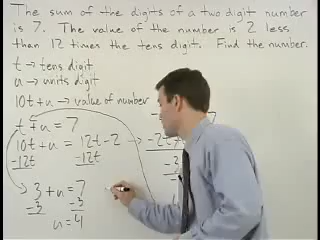 The sum of the digits of a two digit number
is 7. The value of the number is 2 less
than 12 times the tens digit. Find the number.
t → tens digit
u → units digit
10t+u → value of number
t + u = 7
10t+u = 12t-2 → -2t
-12t -12t
3 + u = 7
-3 -3
u = 4